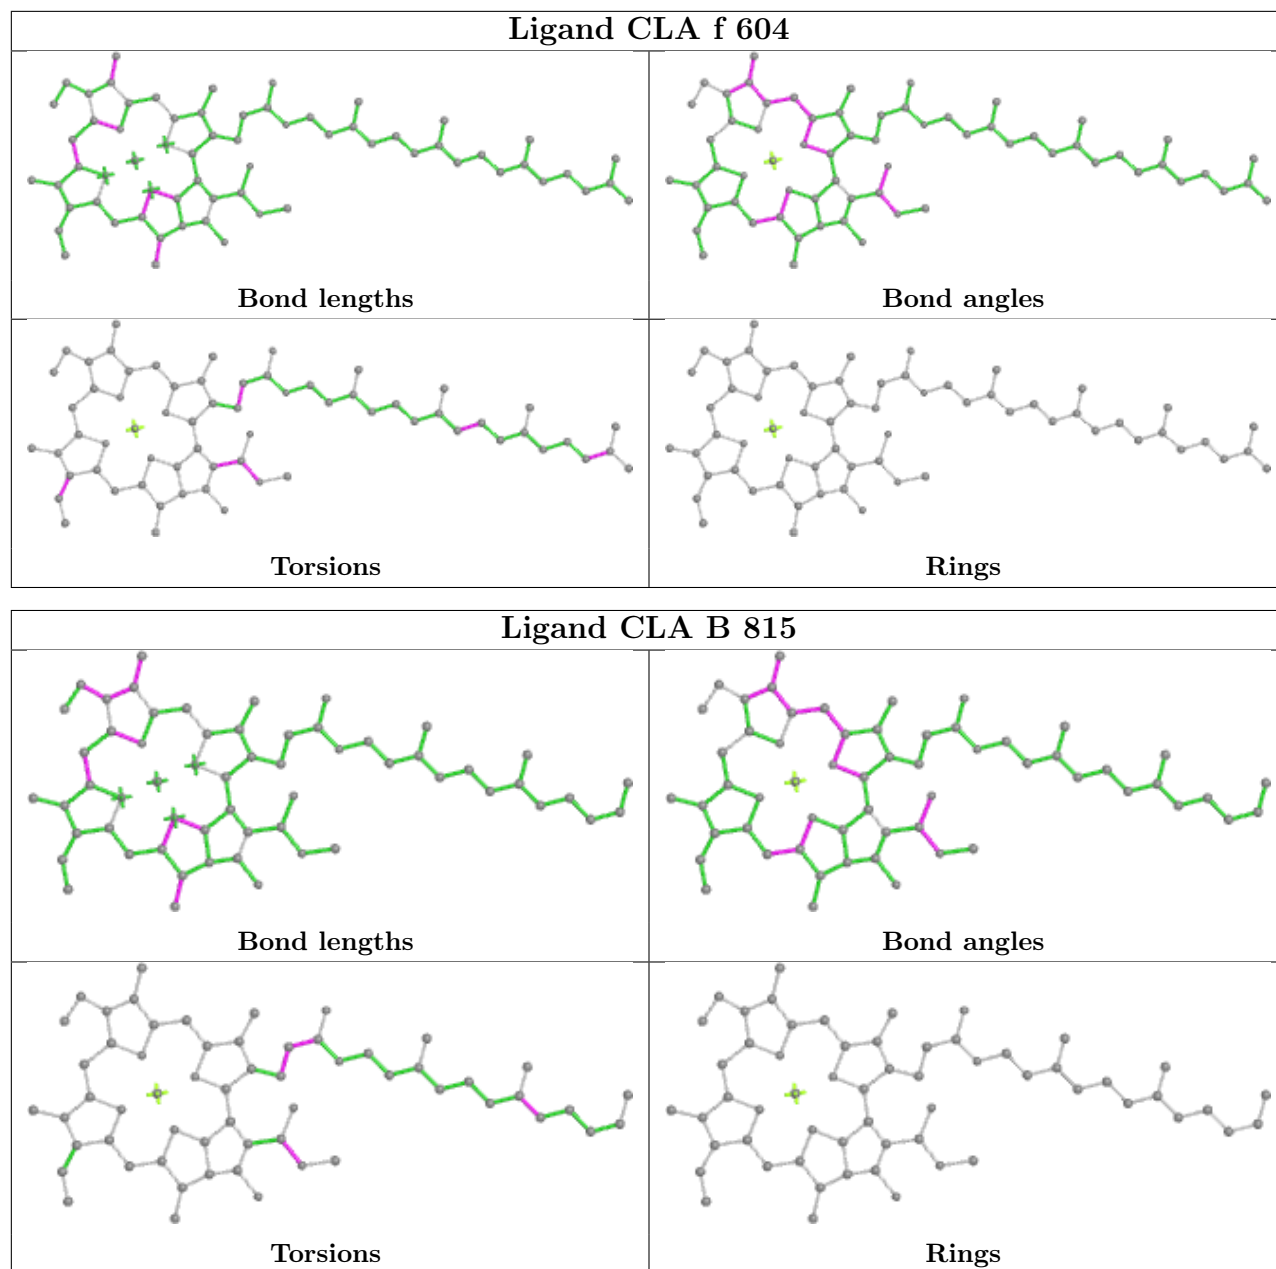 Ligand CLA f 604
Bond lengths
Bond angles
Torsions
Rings
Ligand CLA B 815
Bond lengths
Bond angles
Torsions
Rings